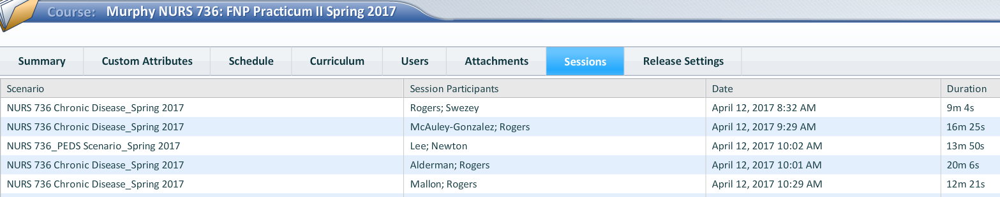 Course: Murphy NURS 736: FNP Practicum II Spring 2017
Summary Custom Attributes Schedule Curriculum Users Attachments Sessions Release Settings
Scenario Session Participants Date Duration
NURS 736 Chronic Disease_Spring 2017 Rogers; Swezey April 12, 2017 8:32 AM 9m 4s
NURS 736 Chronic Disease_Spring 2017 McAuley-Gonzalez; Rogers April 12, 2017 9:29 AM 16m 25s
NURS 736_PEDS Scenario_Spring 2017 Lee; Newton April 12, 2017 10:02 AM 13m 50s
NURS 736 Chronic Disease_Spring 2017 Alderman; Rogers April 12, 2017 10:01 AM 20m 6s
NURS 736 Chronic Disease_Spring 2017 Mallon; Rogers April 12, 2017 10:29 AM 12m 21s